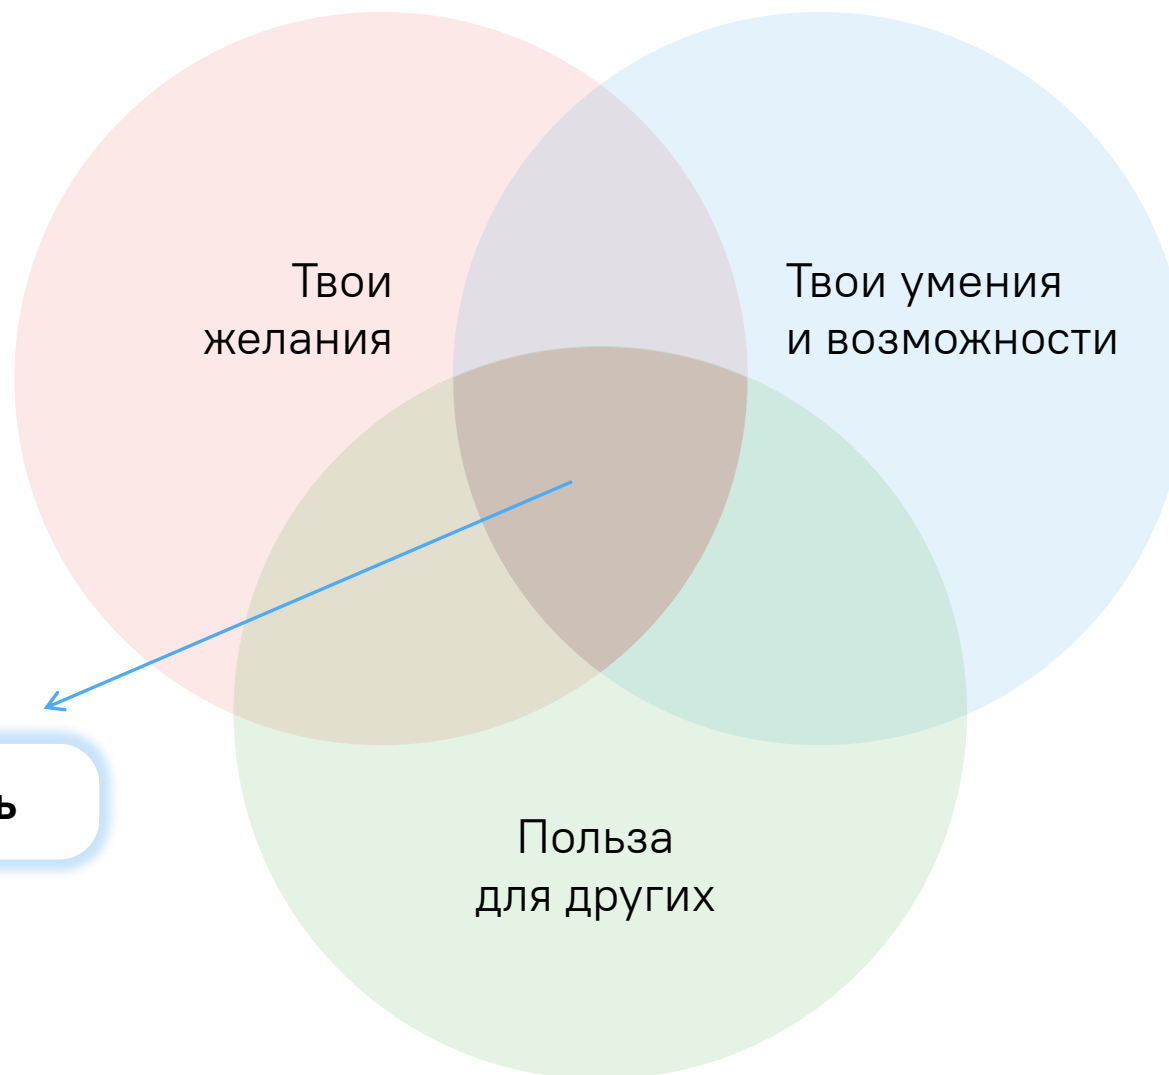 Твои
желания
Твои умения
и возможности
Польза
для других